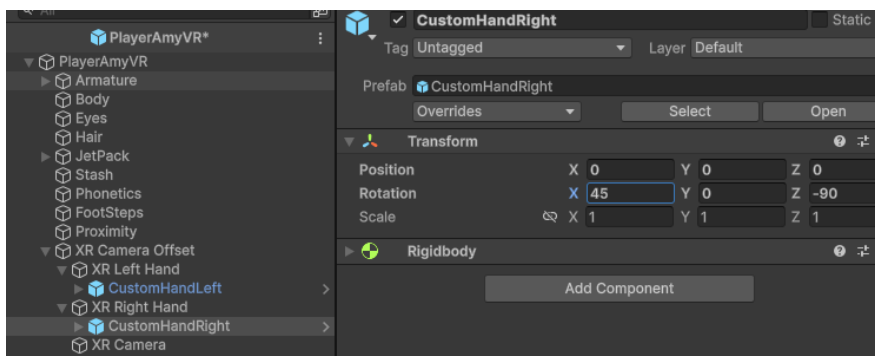 All
PlayerAmyVR*
PlayerAmyVR
Armature
Body
Eyes
Hair
JetPack
Stash
Phonetics
FootSteps
Proximity
XR Camera Offset
XR Left Hand
CustomHandLeft
XR Right Hand
CustomHandRight
XR Camera
CustomHandRight Static
Tag Untagged Layer Default
Prefab CustomHandRight
Overrides Select Open
Transform
Position X 0 Y 0 Z 0
Rotation X 45 Y 0 Z -90
Scale X 1 Y 1 Z 1
Rigidbody
Add Component